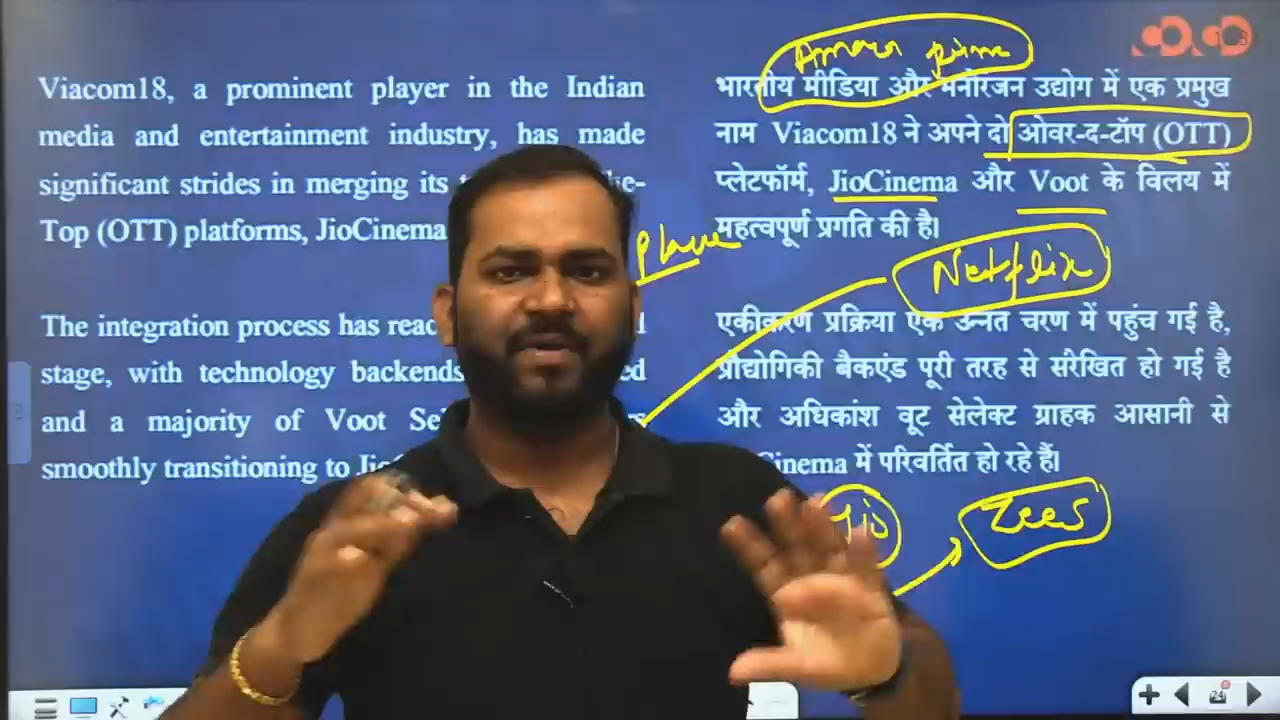 Viacom18, a prominent player in the Indian
media and entertainment industry, has made
significant strides in merging its
Top (OTT) platforms, JioCinema
The integration process has
stage, with technology backends
and a majority of Voot
smoothly transitioning to
Prime
भारतीय मीडिया और मनोरंजन उद्योग में एक प्रमुख
नाम Viacom18 ने अपने दो ओवर-द-टॉप (OTT)
प्लेटफॉर्म, JioCinema और Voot के विलय में
महत्वपूर्ण प्रगति की है।
Netflix
एकीकरण प्रक्रिया एक उन्नत चरण में पहुंच गई है,
प्रौद्योगिकी बैकएंड पूरी तरह से संरेखित हो गई है
और अधिकांश वूट सेलेक्ट ग्राहक आसानी से
Cinema में परिवर्तित हो रहे हैं।
Jio
Zee5
24